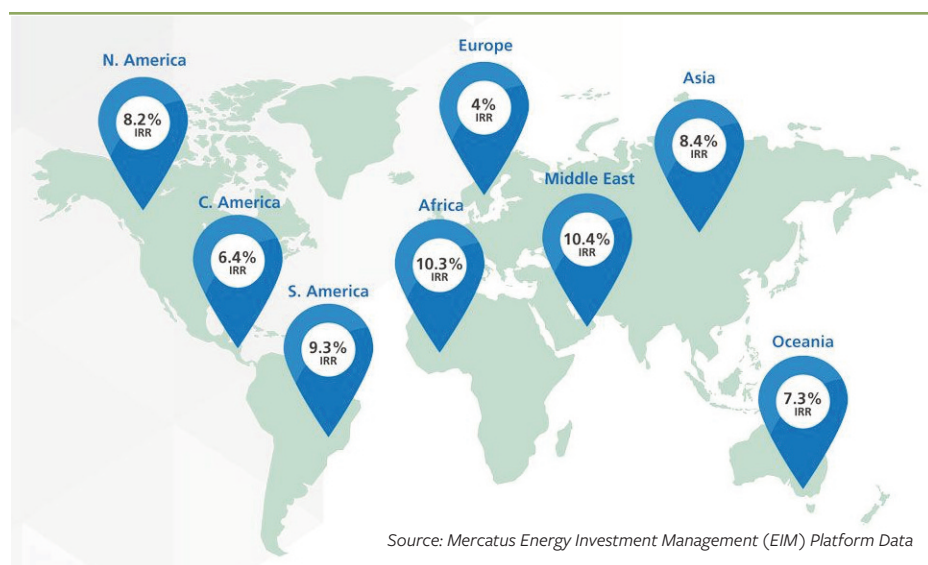 N. America
8.2%
IRR
Europe
4%
IRR
Asia
8.4%
IRR
C. America
6.4%
IRR
Africa
10.3%
IRR
Middle East
10.4%
IRR
S. America
9.3%
IRR
Oceania
7.3%
IRR
Source: Mercatus Energy Investment Management (EIM) Platform Data